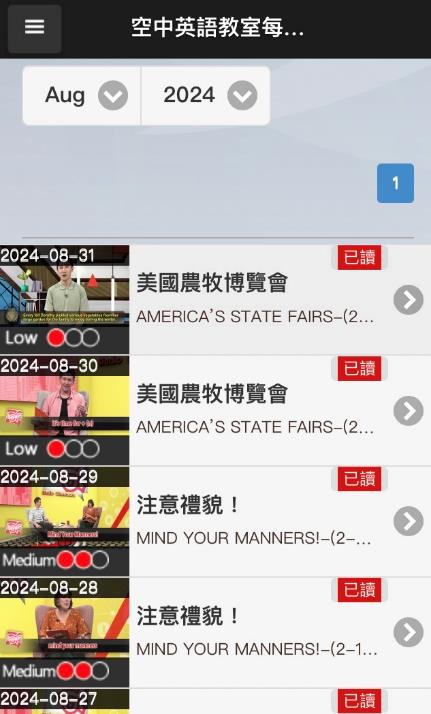 空中英語教室每...
Aug
2024
1
2024-08-31
已讀
美國農牧博覽會
AMERICA'S STATE FAIRS-(2...
Low
2024-08-30
已讀
美國農牧博覽會
AMERICA'S STATE FAIRS-(2...
It's time for
Low
2024-08-29
已讀
注意禮貌！
MIND YOUR MANNERS!-(2-...
Mind Your Manners!
Medium
2024-08-28
已讀
注意禮貌！
MIND YOUR MANNERS!-(2-1...
mind your manners
Medium
2024-08-27
已讀